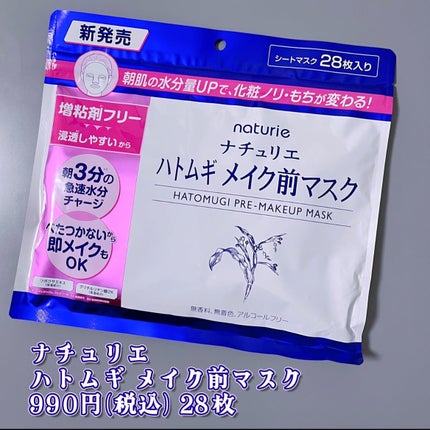 新発売
シートマスク 28枚入り
朝肌の水分量UPで、化粧ノリ・もちが変わる!
増粘剤フリー
浸透しやすいから
朝3分の
急速水分
チャージ
べたつかないから
即メイクも
OK
naturie
ナチュリエ
ハトムギ メイク前マスク
HATOMUGI PRE-MAKEUP MASK
無香料、無着色、アルコールフリー
ナチュリエ
ハトムギ メイク前マスク
990円(税込) 28枚